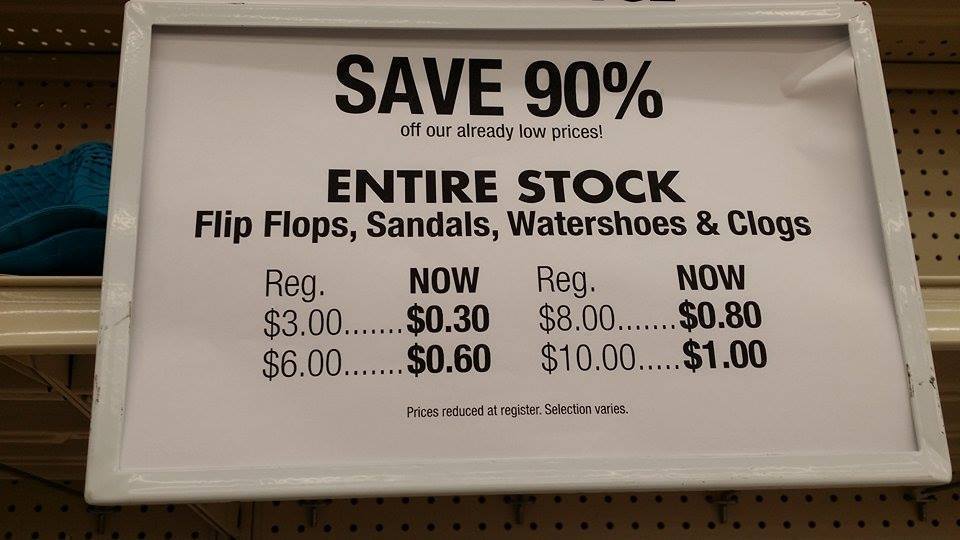 SAVE 90%
off our already low prices!
ENTIRE STOCK
Flip Flops, Sandals, Watershoes & Clogs
Reg. NOW Reg. NOW
$3.00.......$0.30 $8.00.......$0.80
$6.00.......$0.60 $10.00.....$1.00
Prices reduced at register. Selection varies.